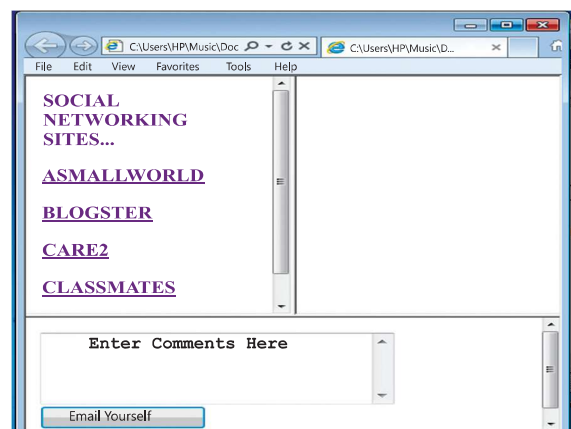 C:\Users\HP\Music\Doc
C:\Users\HP\Music\D...
File Edit View Favorites Tools Help
SOCIAL
NETWORKING
SITES...
ASMALLWORLD
BLOGSTER
CARE2
CLASSMATES
Enter Comments Here
Email Yourself